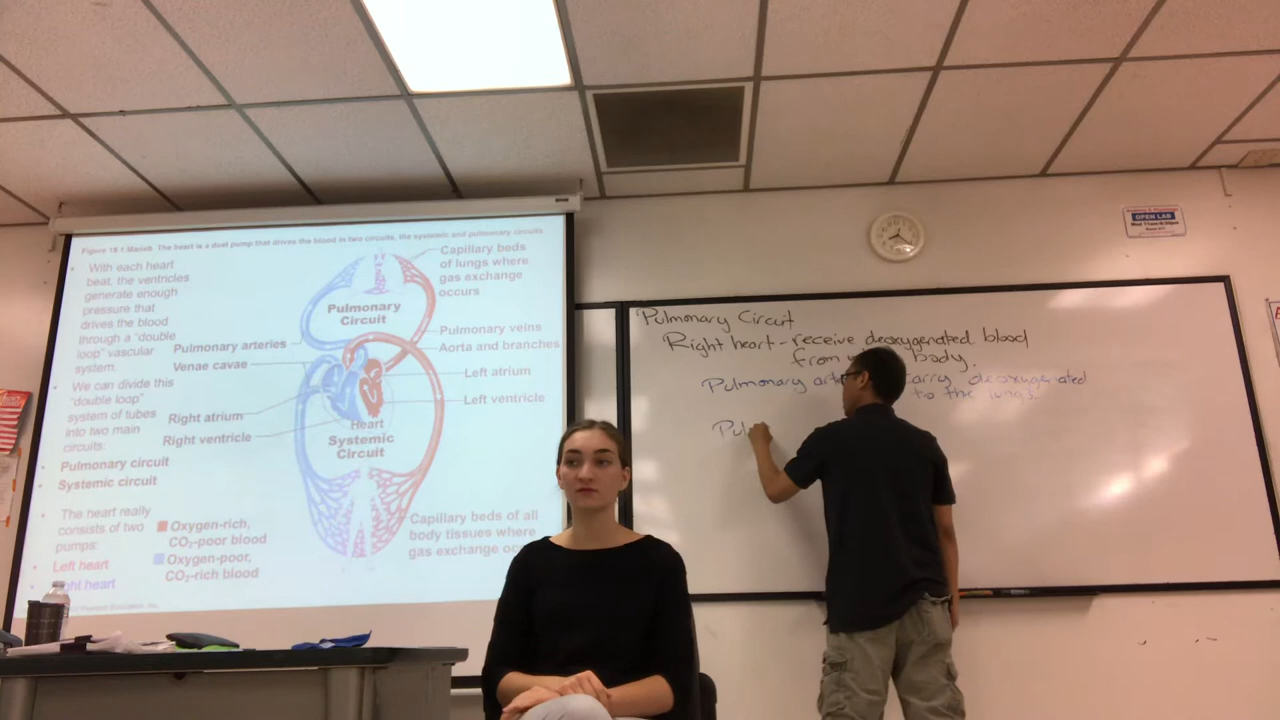 Figure 18.1 Marieb The heart is a dual pump that drives the blood in two circuits, the systemic and pulmonary circuits
• With each heart
beat, the ventricles
generate enough
pressure that
drives the blood
through a "double
loop" vascular
system.
• We can divide this
"double loop"
system of tubes
into two main
circuits:
• Pulmonary circuit
• Systemic circuit
• The heart really
consists of two
pumps:
• Left heart
heart
Capillary beds
of lungs where
gas exchange
occurs
Pulmonary
Circuit
Pulmonary arteries
Pulmonary veins
Venae cavae
Aorta and branches
Left atrium
Right atrium
Left ventricle
Right ventricle
Heart
Systemic
Circuit
Oxygen-rich,
CO₂-poor blood
Oxygen-poor,
CO₂-rich blood
Capillary beds of all
body tissues where
gas exchange
Pearson Education, Inc.
Pulmonary Circuit
Right heart - receive deoxygenated blood
from body.
Pulmonary carry deoxygenated
to the lungs.
OPEN LAB